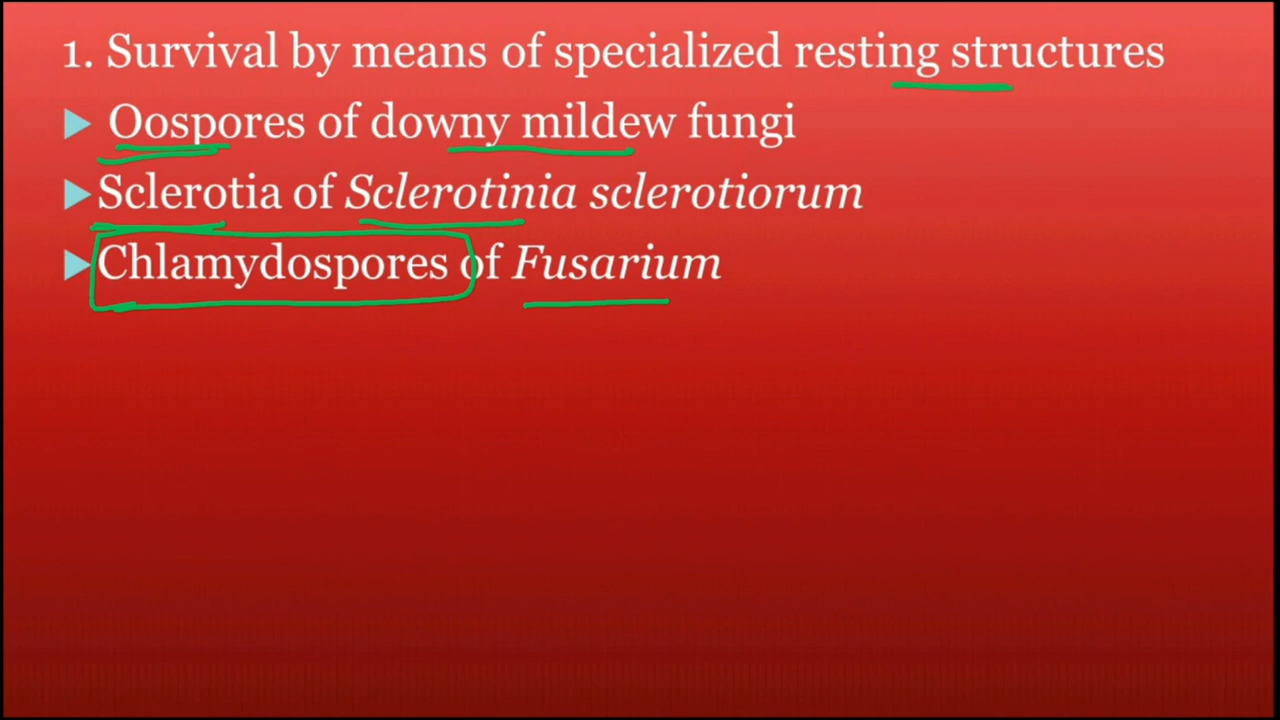 1. Survival by means of specialized resting structures
Oospores of downy mildew fungi
Sclerotia of Sclerotinia sclerotiorum
Chlamydospores of Fusarium